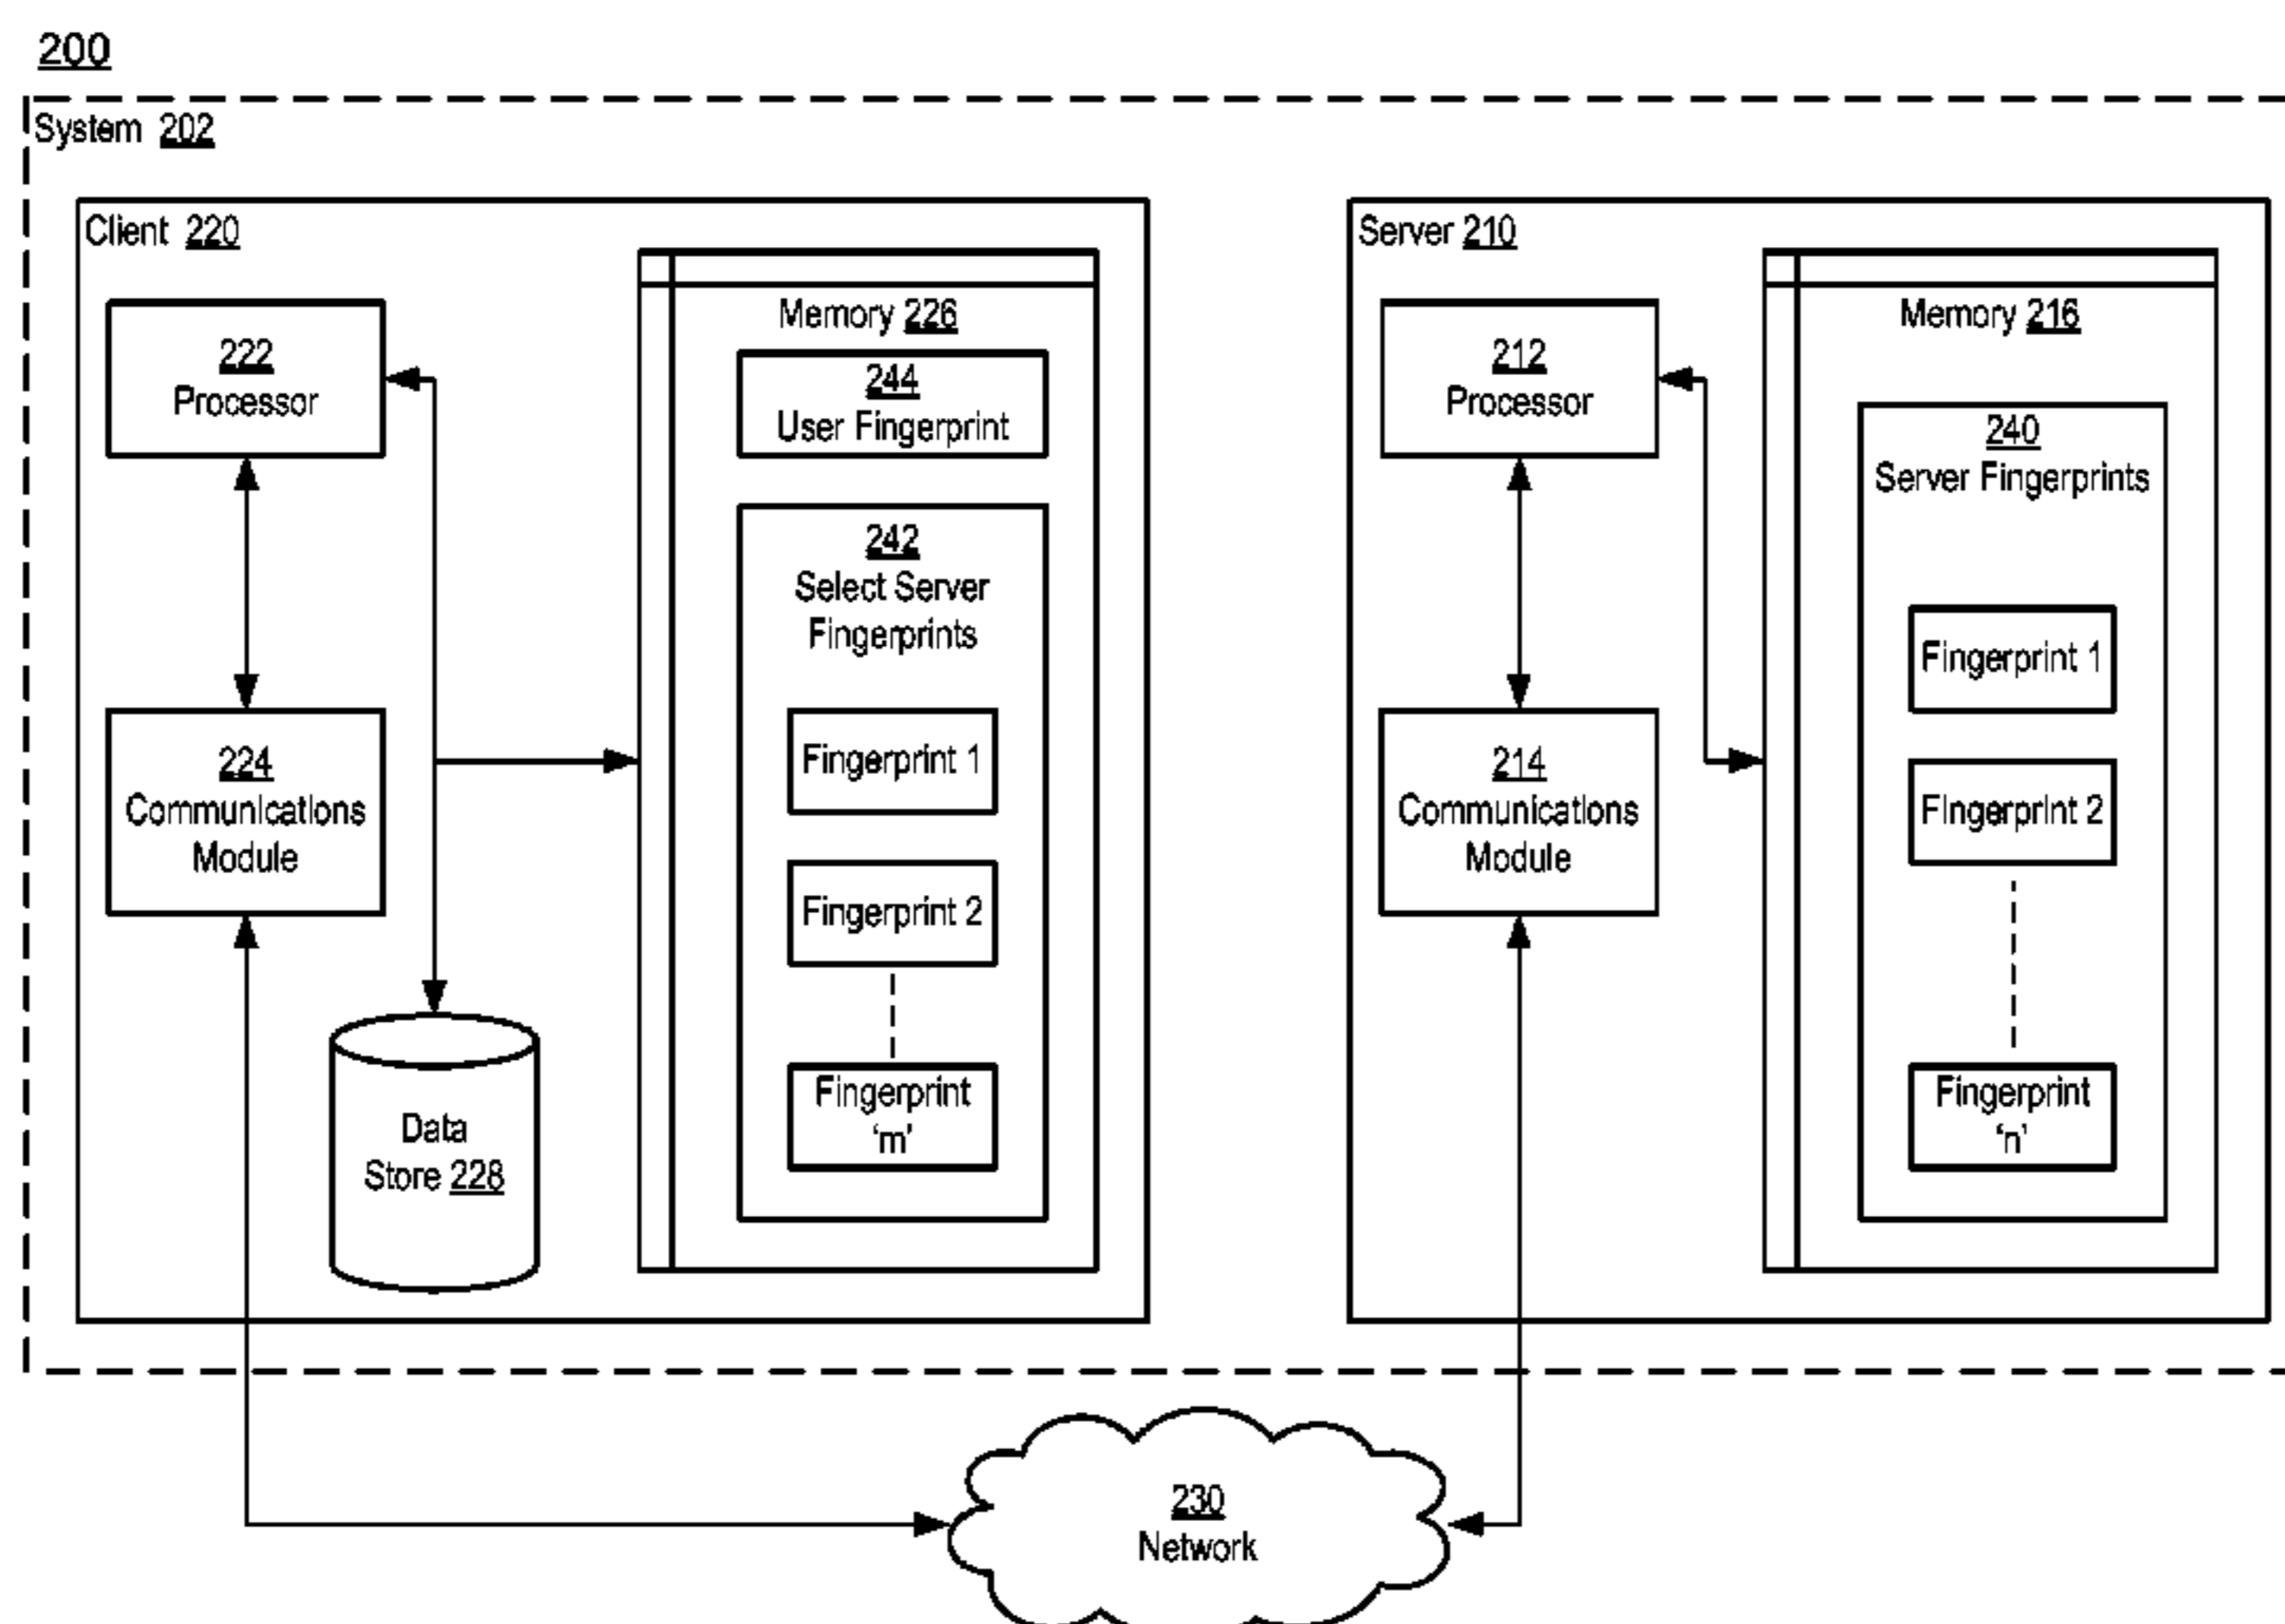 200
System 202
Client 220
222
Processor
224
Communications
Module
Data
Store 228
Memory 226
244
User Fingerprint
242
Select Server
Fingerprints
Fingerprint 1
Fingerprint 2
Fingerprint
‘m’
Server 210
212
Processor
214
Communications
Module
Memory 216
240
Server Fingerprints
Fingerprint 1
Fingerprint 2
Fingerprint
‘n’
230
Network